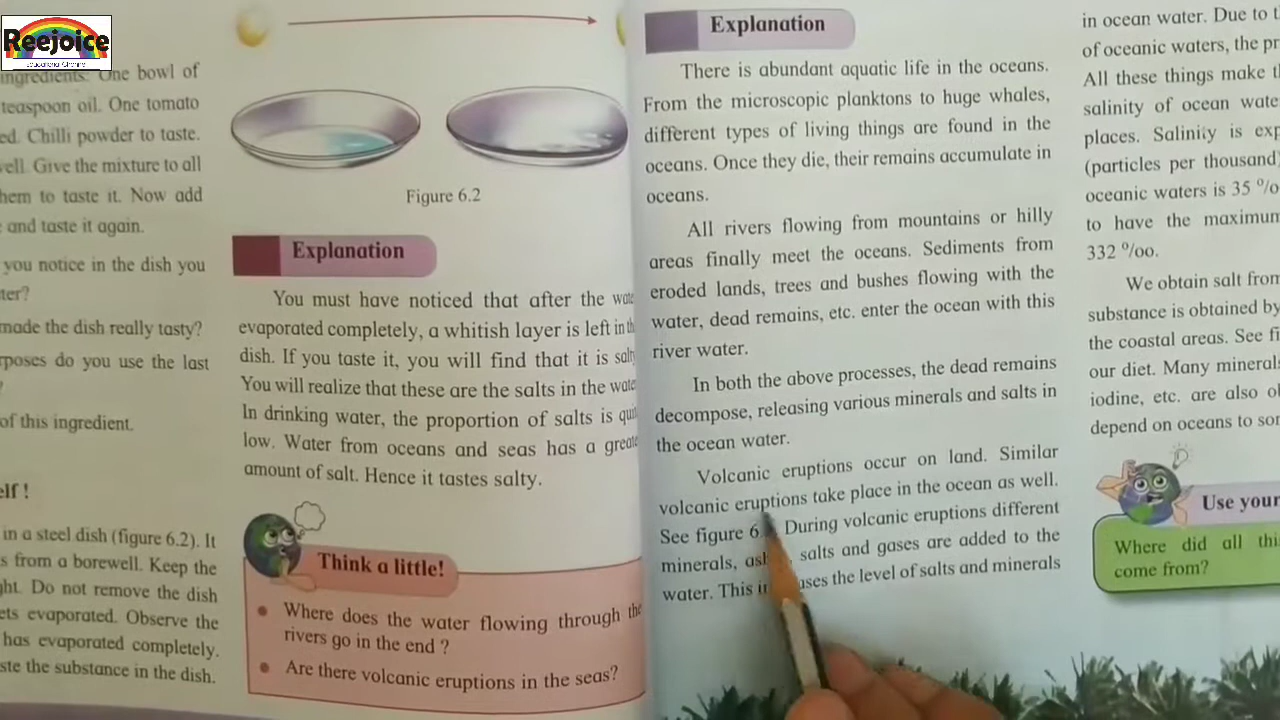 Reejoice
Educational Channel
ingredients: One bowl of
teaspoon oil. One tomato
ed. Chilli powder to taste.
well. Give the mixture to all
hem to taste it. Now add
and taste it again.
you notice in the dish you
ter?
made the dish really tasty?
rposes do you use the last
?
of this ingredient.
elf !
in a steel dish (figure 6.2). It
s from a borewell. Keep the
ght. Do not remove the dish
ets evaporated. Observe the
has evaporated completely.
ste the substance in the dish.
Figure 6.2
Explanation
You must have noticed that after the wate
evaporated completely, a whitish layer is left in th
dish. If you taste it, you will find that it is salty
You will realize that these are the salts in the wate
In drinking water, the proportion of salts is quit
low. Water from oceans and seas has a greate
amount of salt. Hence it tastes salty.
Think a little!
• Where does the water flowing through the
rivers go in the end ?
• Are there volcanic eruptions in the seas?
Explanation
There is abundant aquatic life in the oceans.
From the microscopic planktons to huge whales,
different types of living things are found in the
oceans. Once they die, their remains accumulate in
oceans.
All rivers flowing from mountains or hilly
areas finally meet the oceans. Sediments from
eroded lands, trees and bushes flowing with the
water, dead remains, etc. enter the ocean with this
river water.
In both the above processes, the dead remains
decompose, releasing various minerals and salts in
the ocean water.
Volcanic eruptions occur on land. Similar
volcanic eruptions take place in the ocean as well.
See figure 6. During volcanic eruptions different
minerals, ash, salts and gases are added to the
water. This in ases the level of salts and minerals
in ocean water. Due to t
of oceanic waters, the pr
All these things make th
salinity of ocean wate
places. Salinity is exp
(particles per thousand)
oceanic waters is 35 %o
to have the maximum
332 %oo.
We obtain salt from
substance is obtained by
the coastal areas. See fi
our diet. Many minerals
iodine, etc. are also ob
depend on oceans to som
Use your
Where did all this
come from?